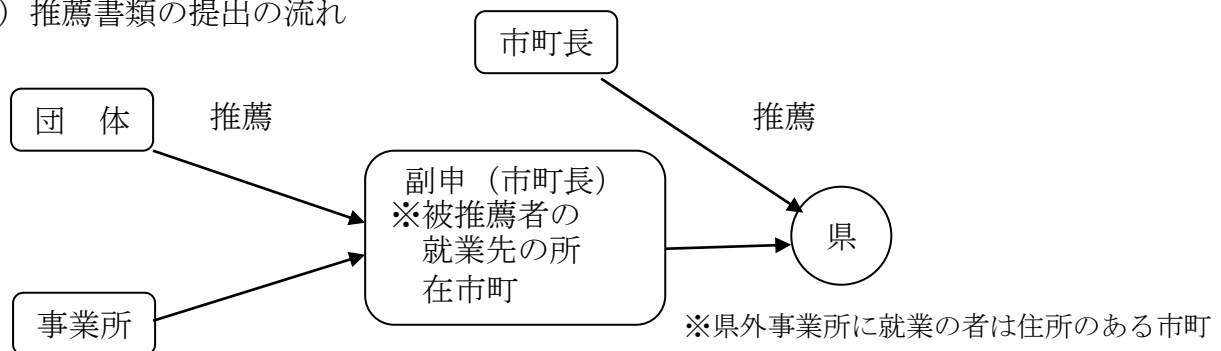 ）推薦書類の提出の流れ
市町長
団　体
推薦
推薦
副申（市町長）
※被推薦者の
就業先の所
在市町
県
事業所
※県外事業所に就業の者は住所のある市町